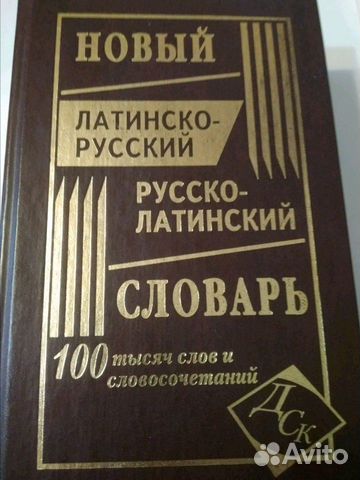 НОВЫЙ
ЛАТИНСКО-
РУССКИЙ
РУССКО-
ЛАТИНСКИЙ
СЛОВАРЬ
100 тысяч слов и
словосочетаний
ДСК
Avito